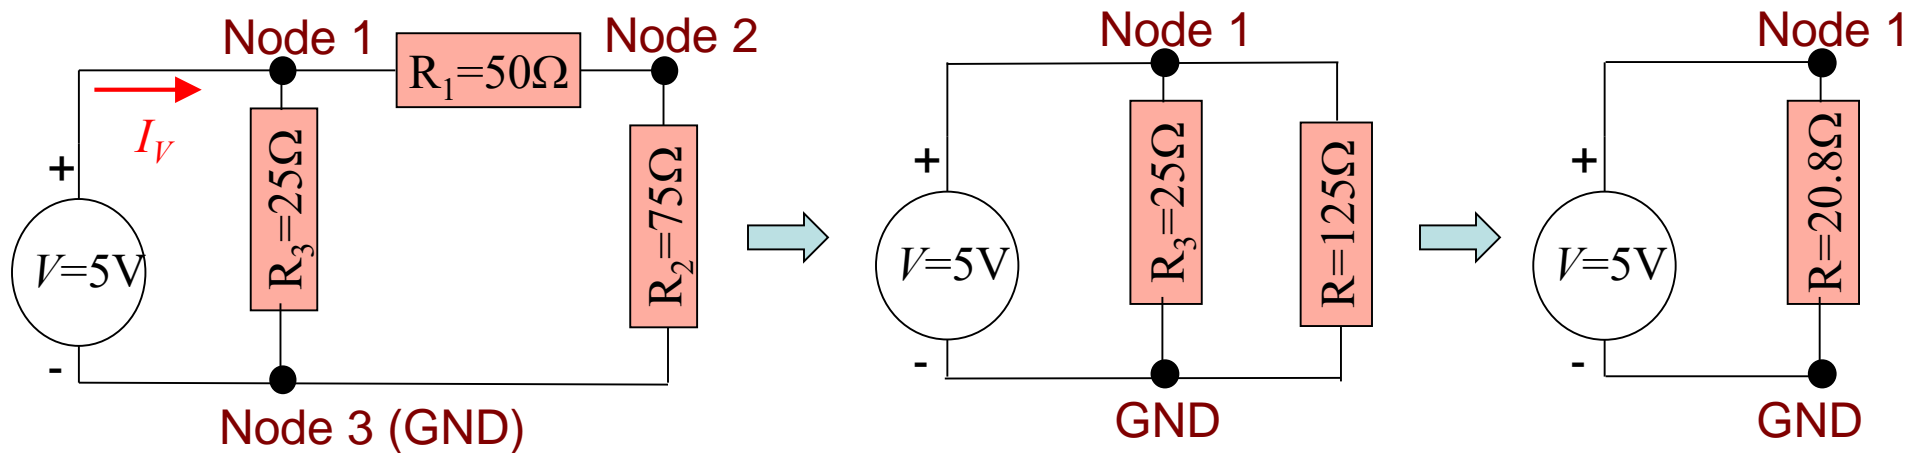 Node 1
Node 2
R₁=50Ω
I_V
+
V=5V
-
R₃=25Ω
R₂=75Ω
Node 3 (GND)
Node 1
+
V=5V
-
R₃=25Ω
R=125Ω
GND
Node 1
+
V=5V
-
R=20.8Ω
GND